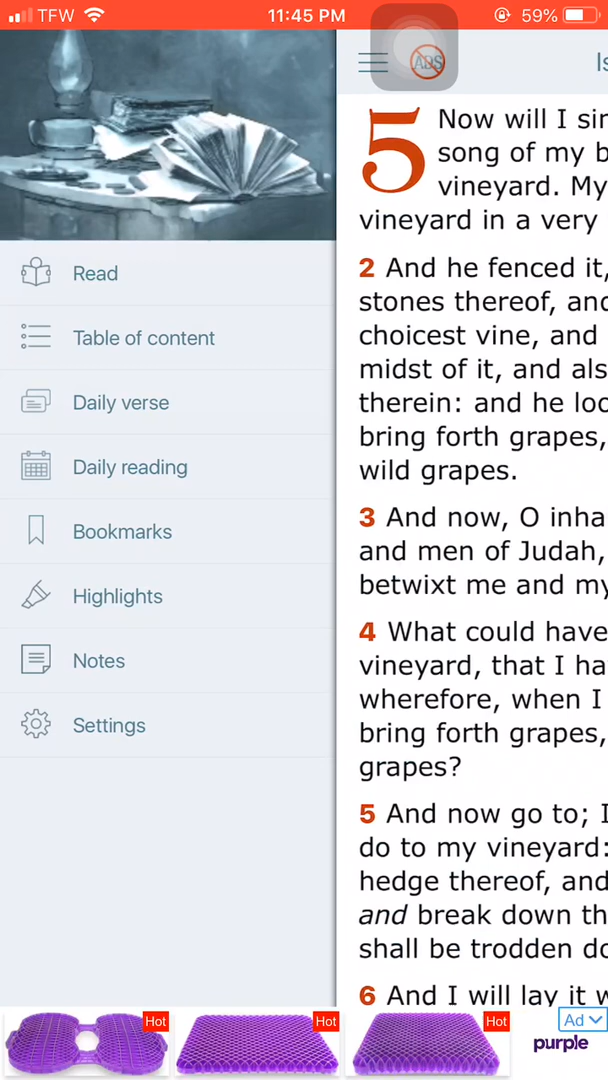 TFW
11:45 PM
59%
Read
Table of content
Daily verse
Daily reading
Bookmarks
Highlights
Notes
Settings
ADS
Is
5
Now will I sin
song of my b
vineyard. My
vineyard in a very
2 And he fenced it,
stones thereof, and
choicest vine, and
midst of it, and als
therein: and he loo
bring forth grapes,
wild grapes.
3 And now, O inha
and men of Judah,
betwixt me and my
4 What could have
vineyard, that I ha
wherefore, when I
bring forth grapes,
grapes?
5 And now go to; I
do to my vineyard:
hedge thereof, and
and break down th
shall be trodden do
6 And I will lay it w
Hot
Hot
Hot
Ad
purple